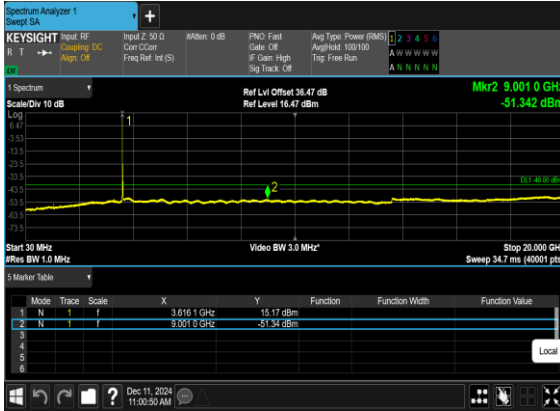 Spectrum Analyzer 1
Swept SA
+
KEYSIGHT Input: RF Input Z: 50 Ω #Atten: 0 dB PNO: Fast Avg Type: Power (RMS) 1 2 3 4 5 6
R T Coupling: DC Corr CCorr Gate: Off Avg|Hold: 100/100 A W W W W W
Align: Off Freq Ref: Int (S) IF Gain: High Trig: Free Run
Sig Track: Off A N N N N N
1 Spectrum
Ref Lvl Offset 36.47 dB Mkr2 9.001 0 GHz
Scale/Div 10 dB Ref Level 16.47 dBm -51.342 dBm
Log
1
6.47
-3.53
-13.5
-23.5
-33.5
DL1 -40.00 dBm
-43.5
2
-53.5
-63.5
-73.5
Start 30 MHz Video BW 3.0 MHz* Stop 20.000 GH
#Res BW 1.0 MHz Sweep 34.7 ms (40001 pts
5 Marker Table
Mode Trace Scale X Y Function Function Width Function Value
1 N 1 f 3.616 1 GHz 15.17 dBm
2 N 1 f 9.001 0 GHz -51.34 dBm
3
4
5
6
Local
? Dec 11, 2024
11:00:50 AM